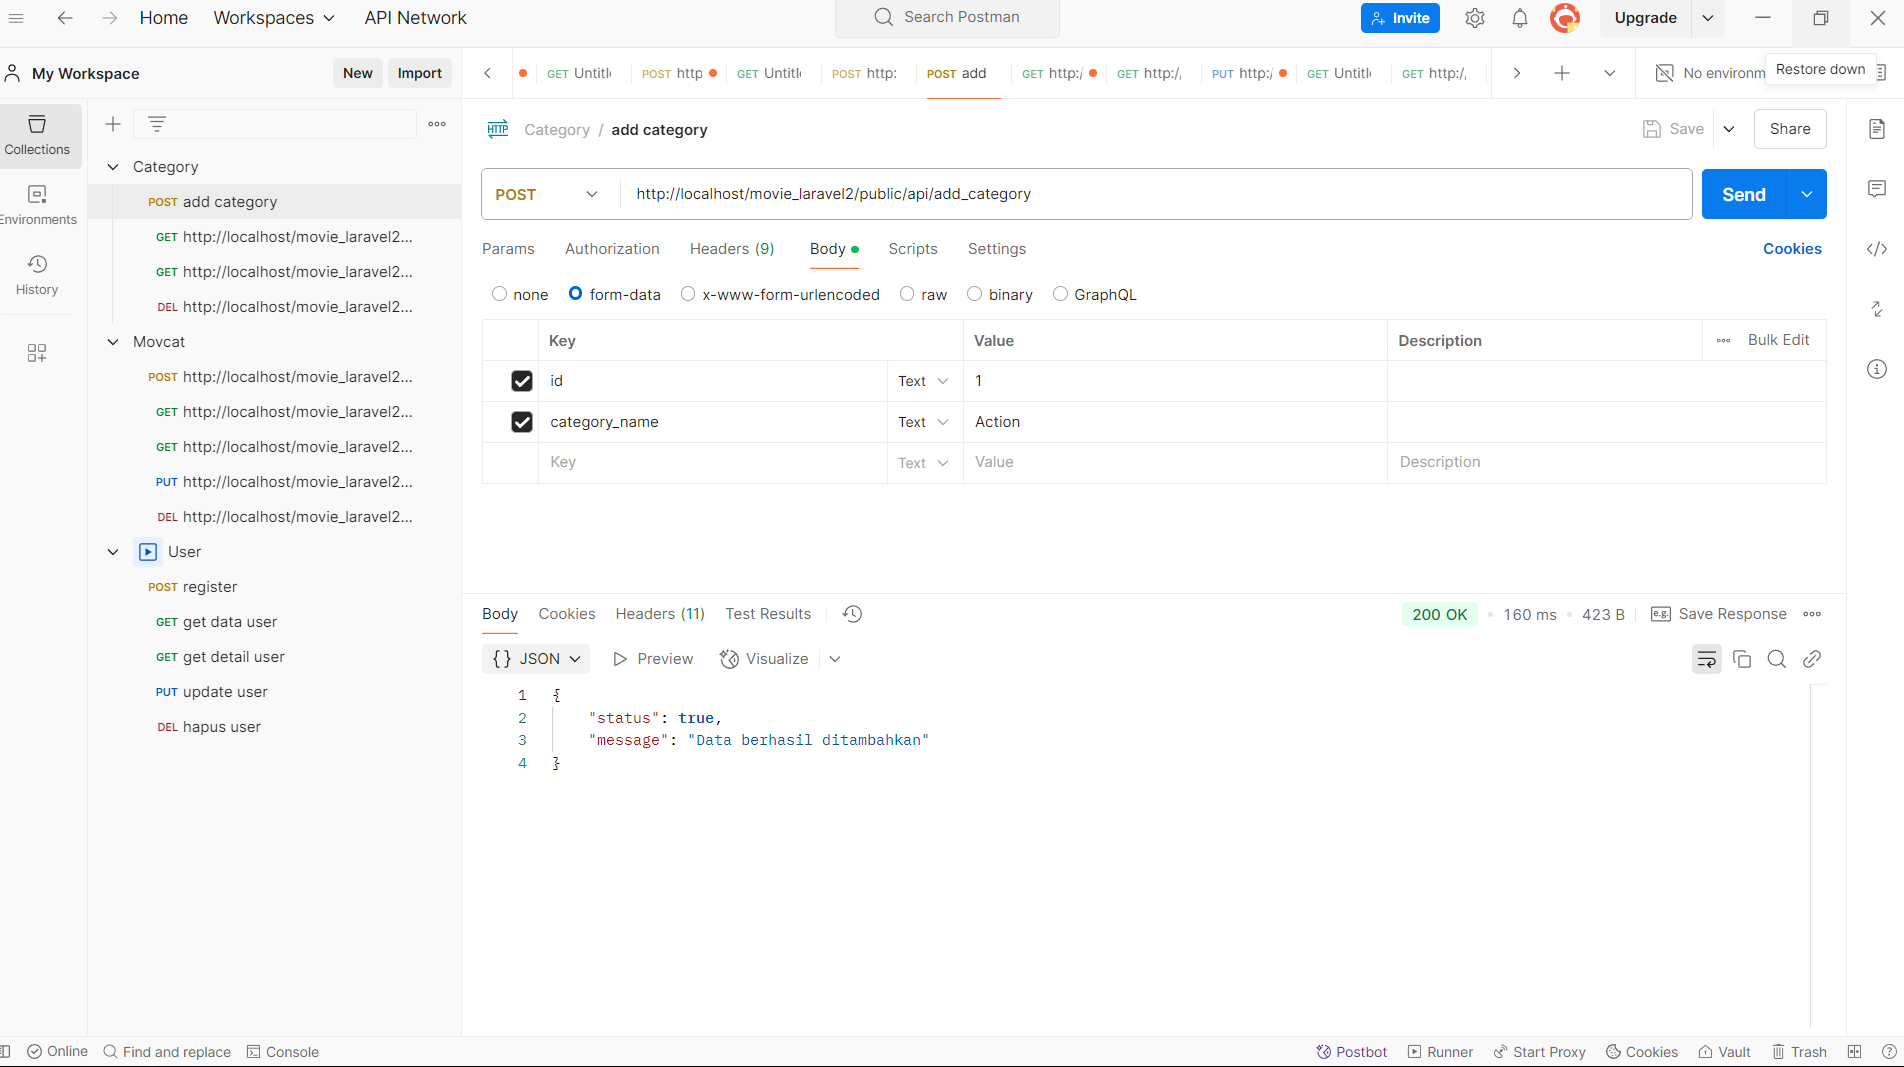 Home Workspaces API Network Search Postman Invite Upgrade
My Workspace New Import GET Untitl POST http GET Untitl POST http: POST add GET http:/ GET http:/ PUT http:/ GET Untitl GET http:/ No environm Restore down
Collections
Environments
History
Category
POST add category
GET http://localhost/movie_laravel2...
GET http://localhost/movie_laravel2...
DEL http://localhost/movie_laravel2...
Movcat
POST http://localhost/movie_laravel2...
GET http://localhost/movie_laravel2...
GET http://localhost/movie_laravel2...
PUT http://localhost/movie_laravel2...
DEL http://localhost/movie_laravel2...
User
POST register
GET get data user
GET get detail user
PUT update user
DEL hapus user
HTTP Category / add category Save Share
POST http://localhost/movie_laravel2/public/api/add_category Send
Params Authorization Headers (9) Body Scripts Settings Cookies
none form-data x-www-form-urlencoded raw binary GraphQL
Key Value Description Bulk Edit
id Text 1
category_name Text Action
Key Text Value Description
Body Cookies Headers (11) Test Results 200 OK • 160 ms • 423 B e.g. Save Response
{} JSON Preview Visualize
1 {
2 "status": true,
3 "message": "Data berhasil ditambahkan"
4 }
Online Find and replace Console Postbot Runner Start Proxy Cookies Vault Trash